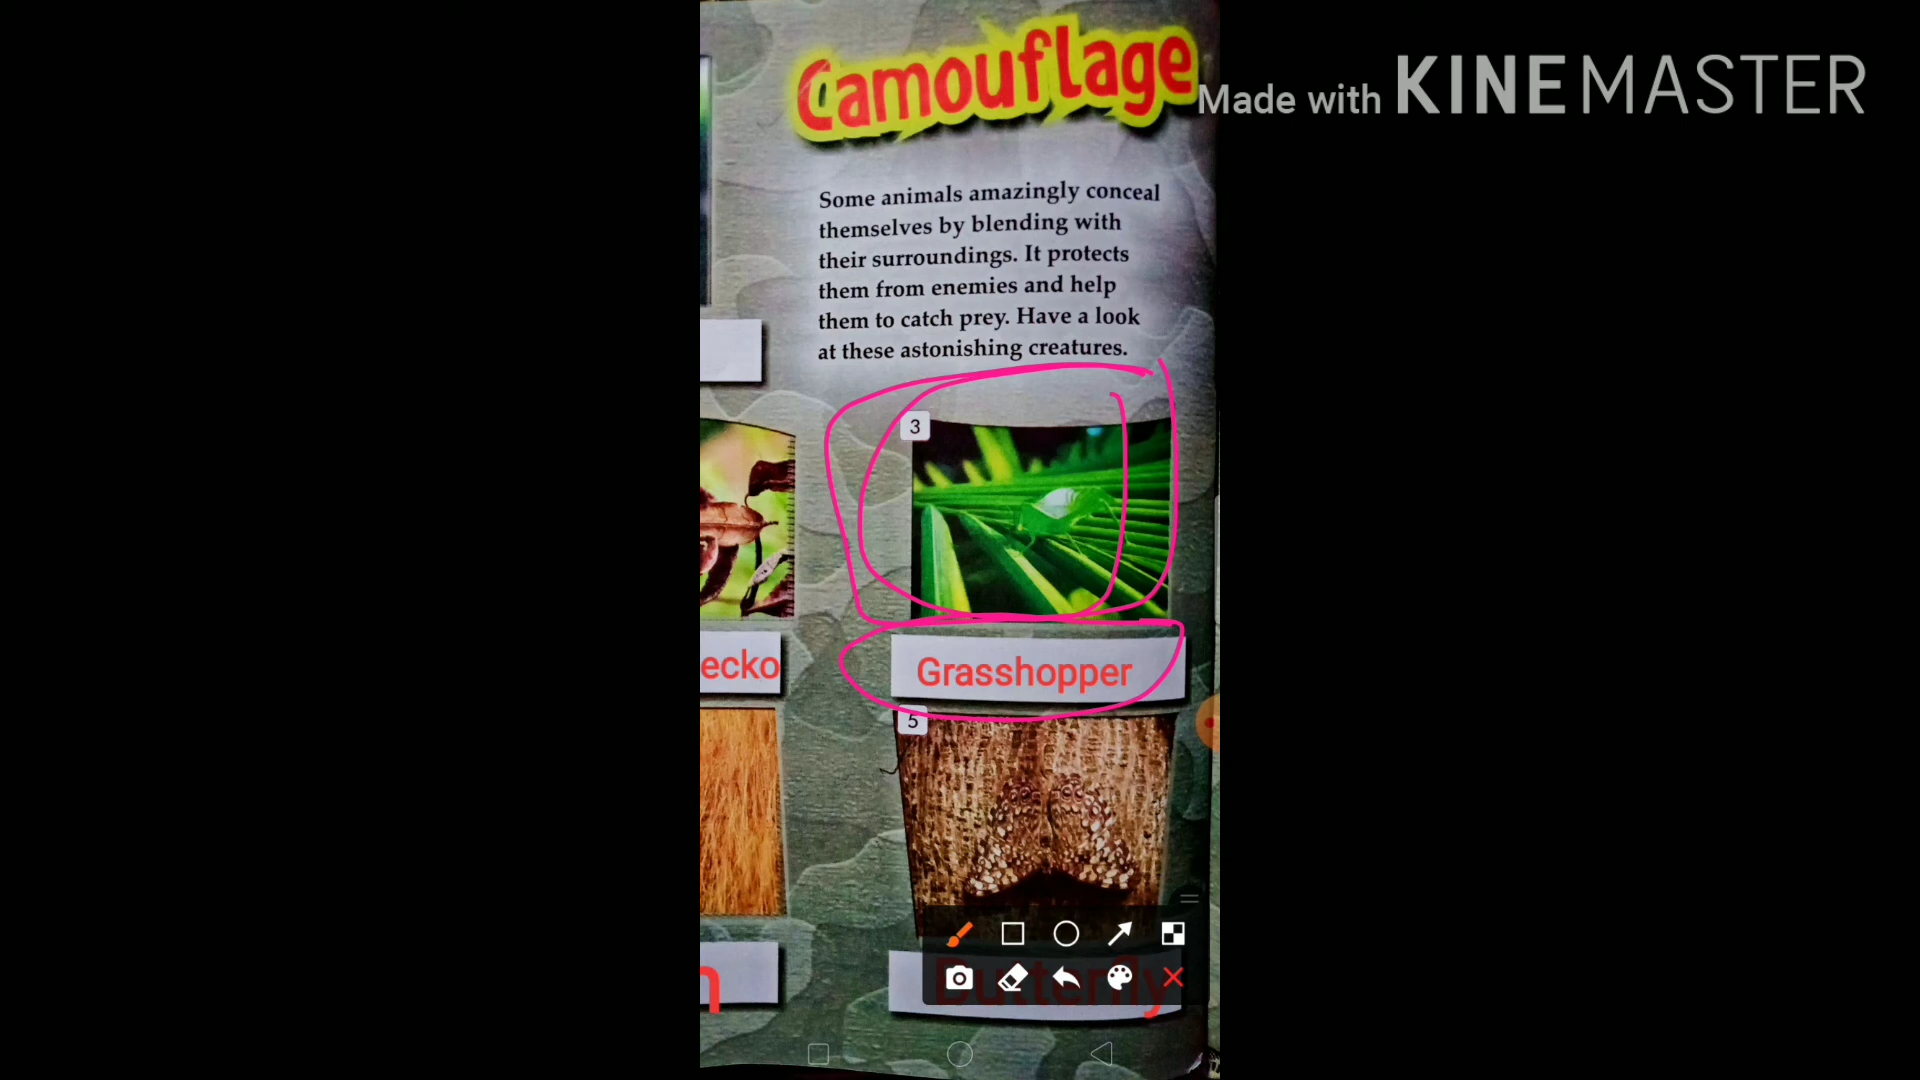 Camouflage
Made with KINEMASTER
Some animals amazingly conceal
themselves by blending with
their surroundings. It protects
them from enemies and help
them to catch prey. Have a look
at these astonishing creatures.
3
ecko
Grasshopper
5
n
Butterfly